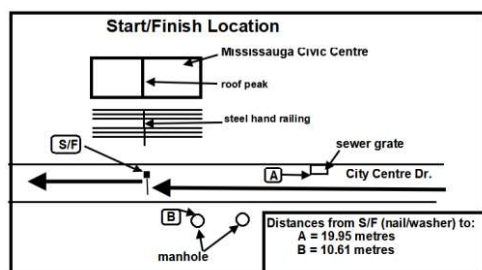 Start/Finish Location
Mississauga Civic Centre
roof peak
steel hand railing
S/F
sewer grate
A
City Centre Dr.
B
manhole
Distances from S/F (nail/washer) to:
A = 19.95 metres
B = 10.61 metres